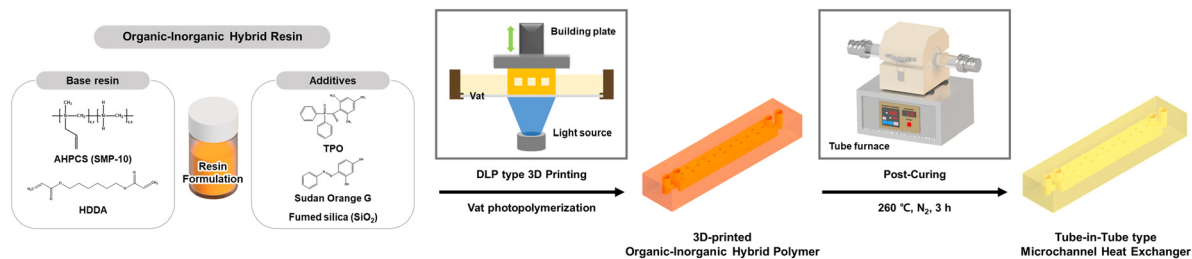 Organic-Inorganic Hybrid Resin
Base resin
AHPCS (SMP-10)
HDDA
Resin
Formulation
Additives
TPO
Sudan Orange G
Fumed silica (SiO₂)
Building plate
Vat
Light source
DLP type 3D Printing
Vat photopolymerization
3D-printed
Organic-Inorganic Hybrid Polymer
Tube furnace
Post-Curing
260 ℃, N₂, 3 h
Tube-in-Tube type
Microchannel Heat Exchanger